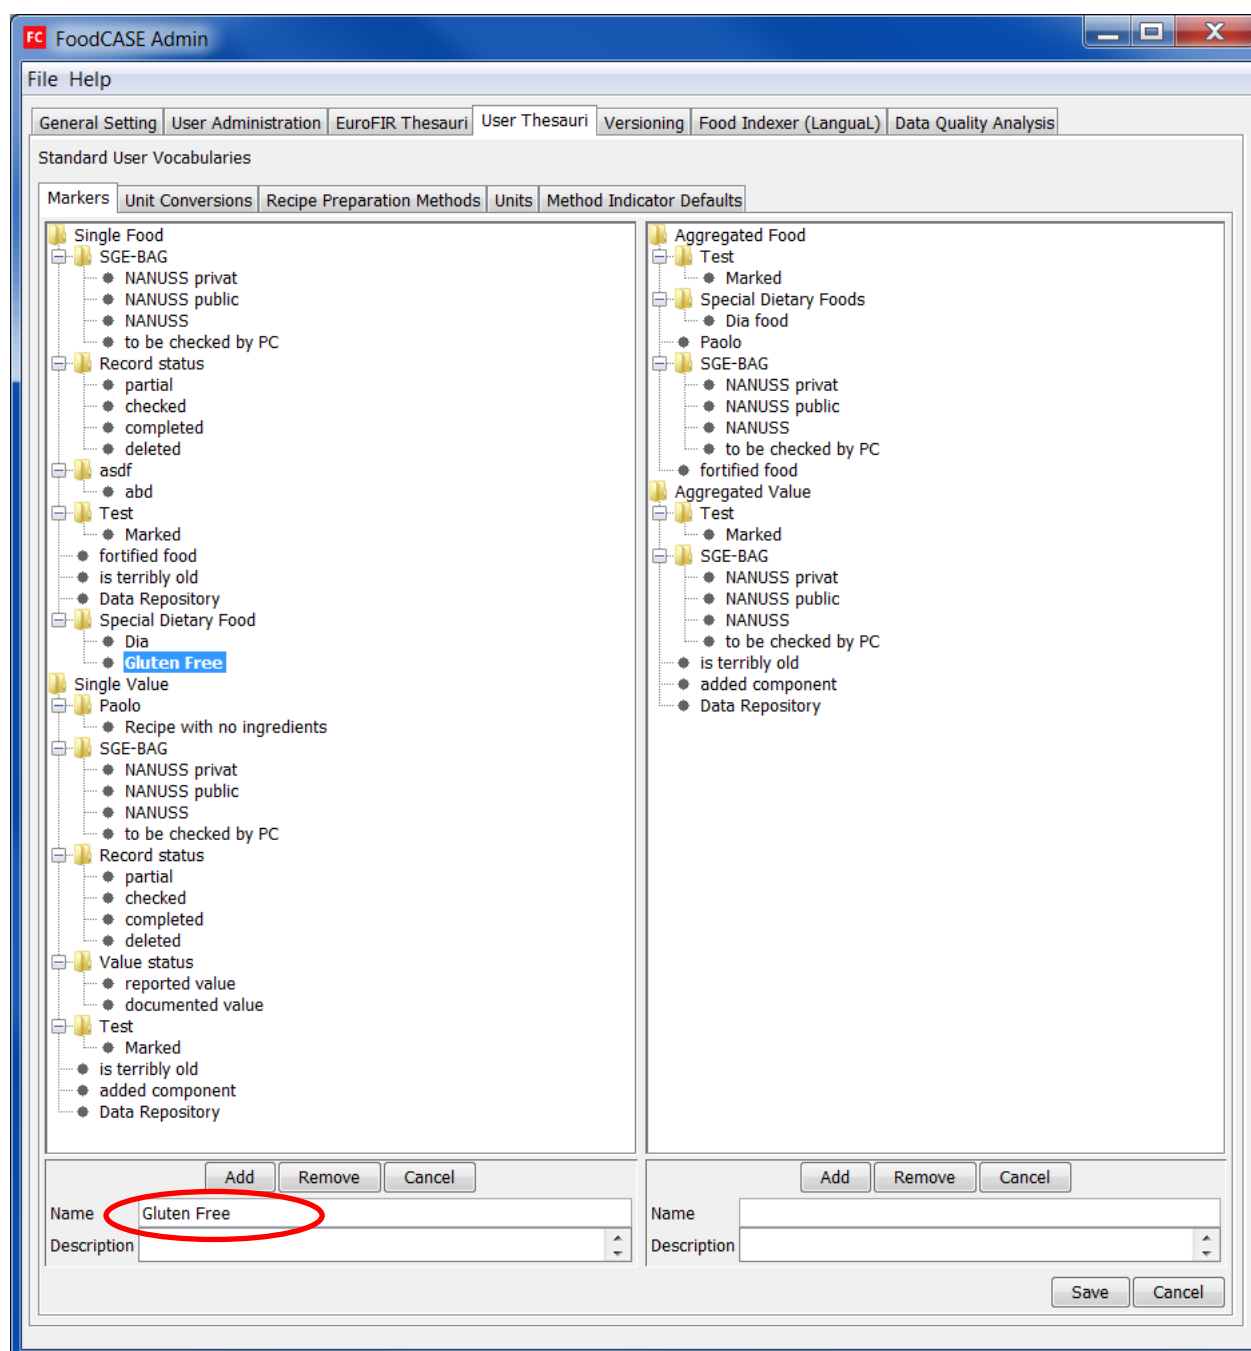 FC FoodCASE Admin
File Help
General Setting User Administration EuroFIR Thesauri User Thesauri Versioning Food Indexer (LanguaL) Data Quality Analysis
Standard User Vocabularies
Markers Unit Conversions Recipe Preparation Methods Units Method Indicator Defaults
Single Food
SGE-BAG
NANUSS privat
NANUSS public
NANUSS
to be checked by PC
Record status
partial
checked
completed
deleted
asdf
abd
Test
Marked
fortified food
is terribly old
Data Repository
Special Dietary Food
Dia
Gluten Free
Single Value
Paolo
Recipe with no ingredients
SGE-BAG
NANUSS privat
NANUSS public
NANUSS
to be checked by PC
Record status
partial
checked
completed
deleted
Value status
reported value
documented value
Test
Marked
is terribly old
added component
Data Repository
Add Remove Cancel
Name Gluten Free
Description
Aggregated Food
Test
Marked
Special Dietary Foods
Dia food
Paolo
SGE-BAG
NANUSS privat
NANUSS public
NANUSS
to be checked by PC
fortified food
Aggregated Value
Test
Marked
SGE-BAG
NANUSS privat
NANUSS public
NANUSS
to be checked by PC
is terribly old
added component
Data Repository
Add Remove Cancel
Name
Description
Save Cancel